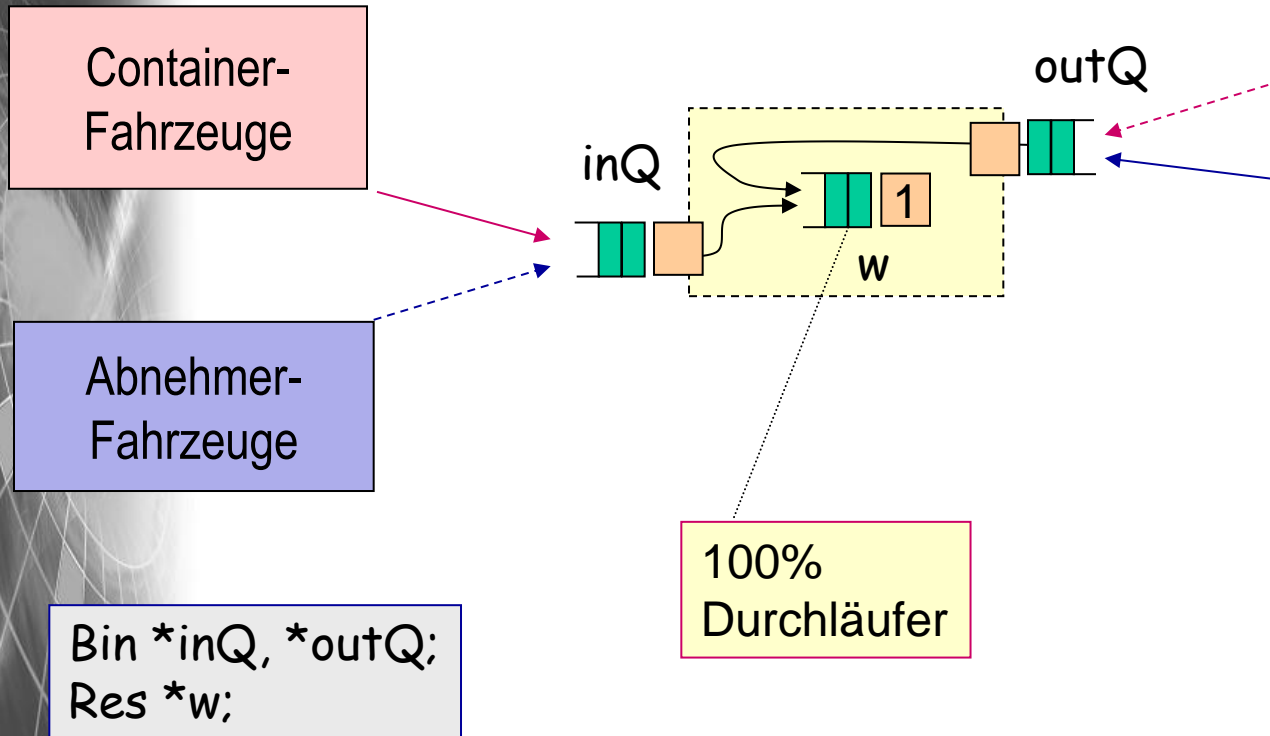 Container-
Fahrzeuge
outQ
inQ
1
w
Abnehmer-
Fahrzeuge
100%
Durchläufer
Bin *inQ, *outQ;
Res *w;